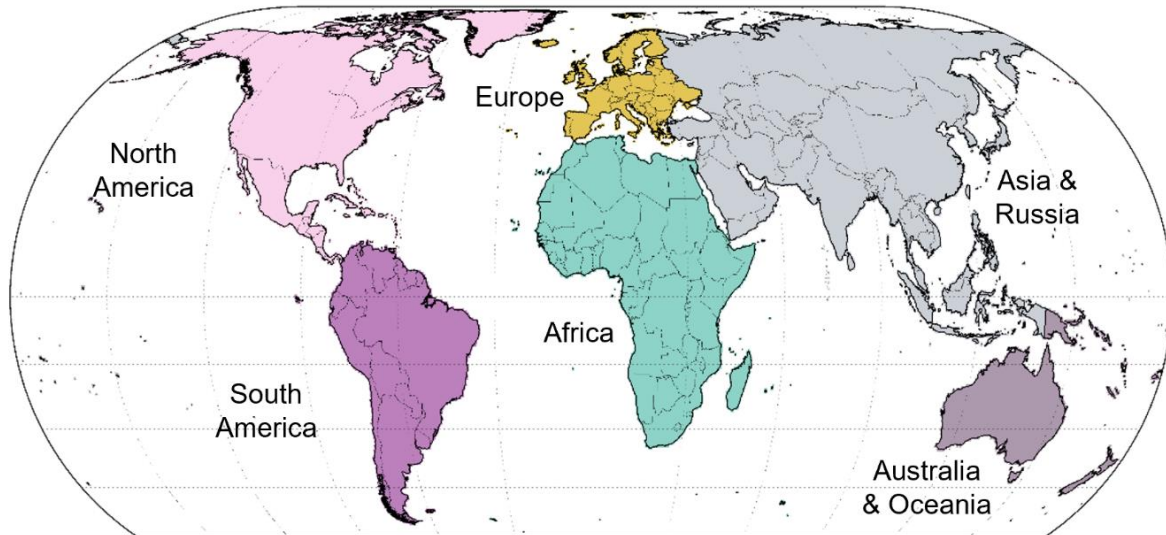 Europe
North
America
Asia &
Russia
Africa
South
America
Australia
& Oceania